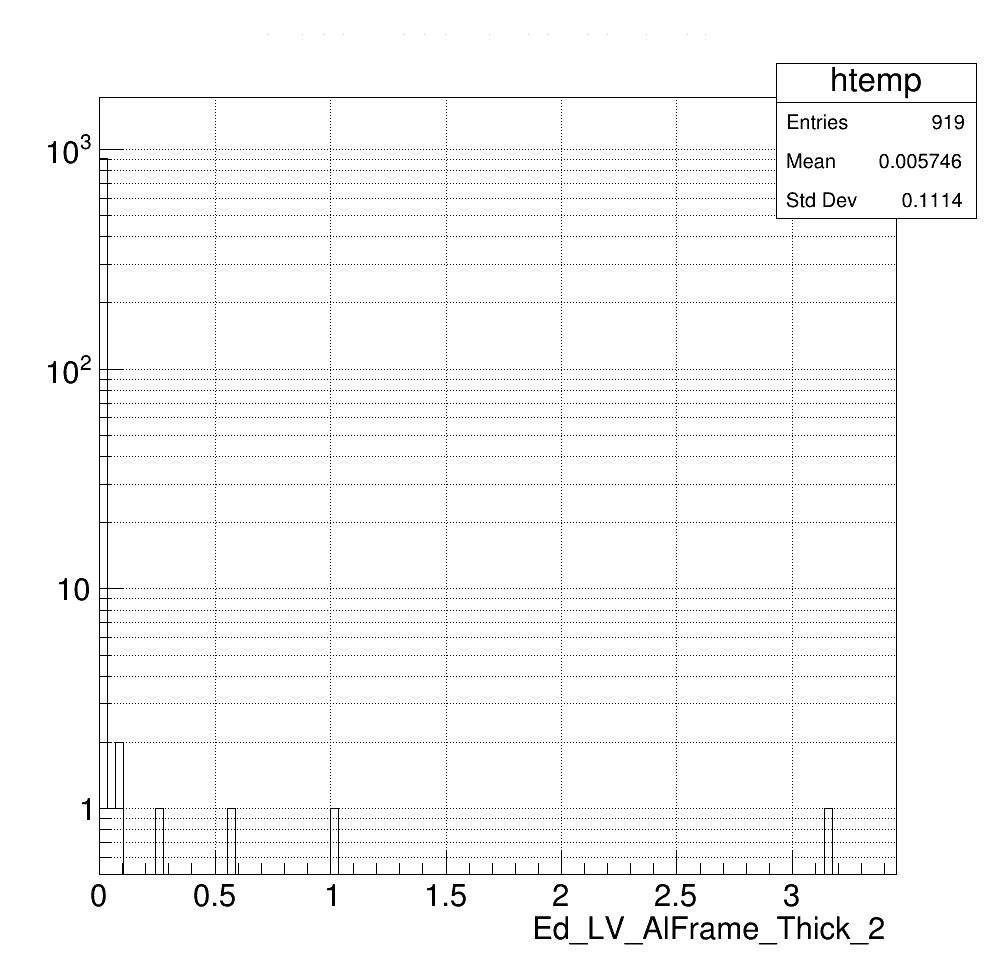 htemp
Entries 919
Mean 0.005746
Std Dev 0.1114
10³
10²
10
1
0 0.5 1 1.5 2 2.5 3
Ed_LV_AlFrame_Thick_2